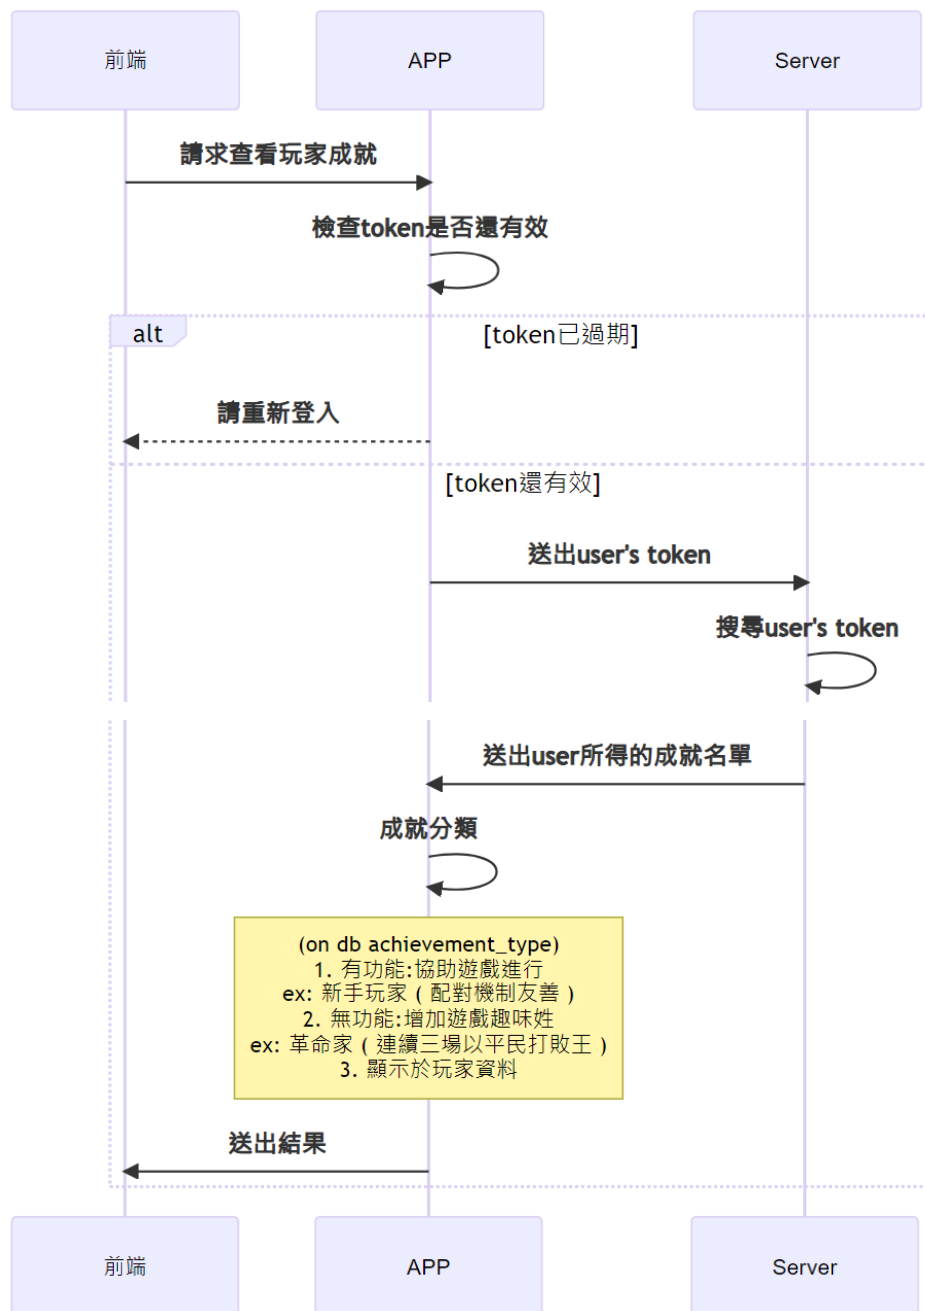 前端
APP
Server
請求查看玩家成就
檢查token是否還有效
alt
[token已過期]
請重新登入
[token還有效]
送出user's token
搜尋user's token
送出user所得的成就名單
成就分類
(on db achievement_type)
1. 有功能:協助遊戲進行
ex: 新手玩家 ( 配對機制友善 )
2. 無功能:增加遊戲趣味姓
ex: 革命家 ( 連續三場以平民打敗王 )
3. 顯示於玩家資料
送出結果
前端
APP
Server